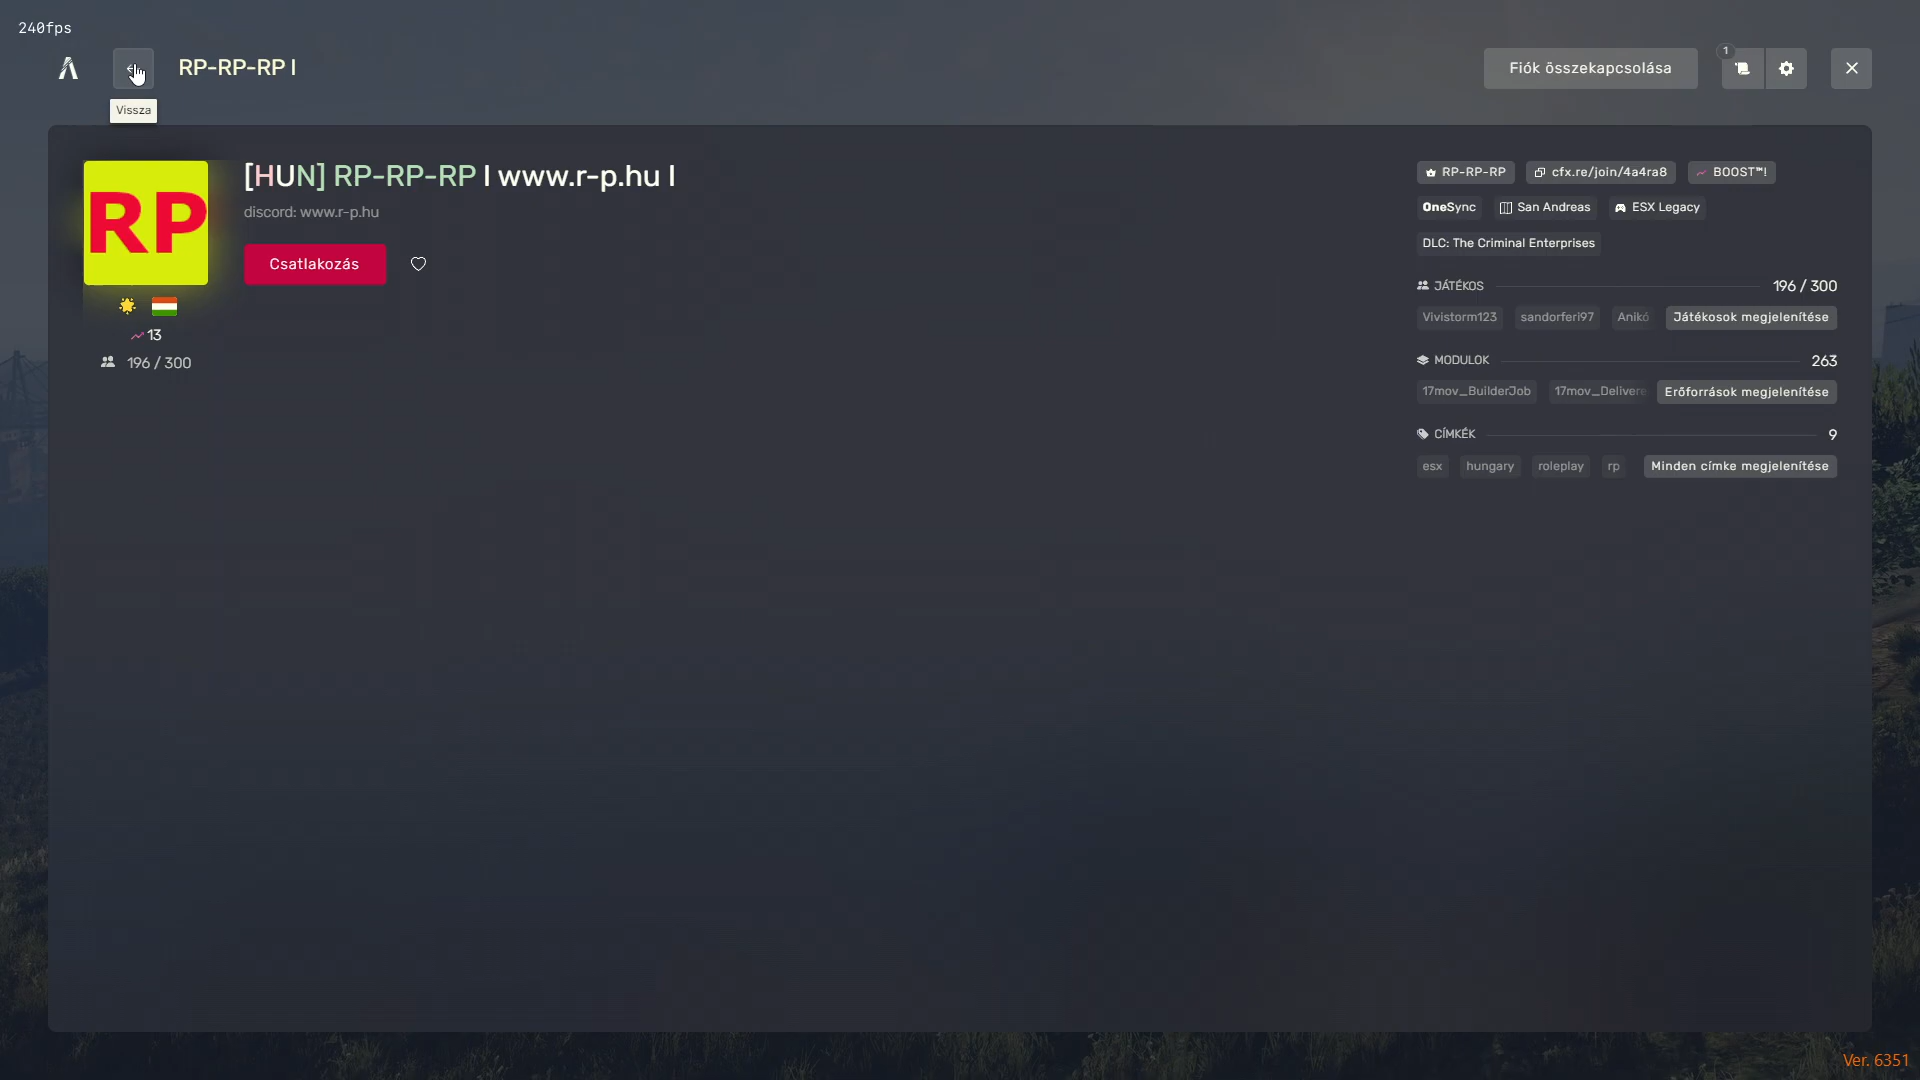 240fps
RP-RP-RP I
Fiók összekapcsolása
1
Vissza
RP
[HUN] RP-RP-RP I www.r-p.hu I
discord: www.r-p.hu
Csatlakozás
13
196 / 300
RP-RP-RP
cfx.re/join/4a4ra8
BOOST™!
OneSync
San Andreas
ESX Legacy
DLC: The Criminal Enterprises
JÁTÉKOS
196 / 300
Vivistorm123
sandorferi97
Anikó
Játékosok megjelenítése
MODULOK
263
17mov_BuilderJob
17mov_Delivere
Erőforrások megjelenítése
CÍMKÉK
9
esx
hungary
roleplay
rp
Minden címke megjelenítése
Ver. 6351